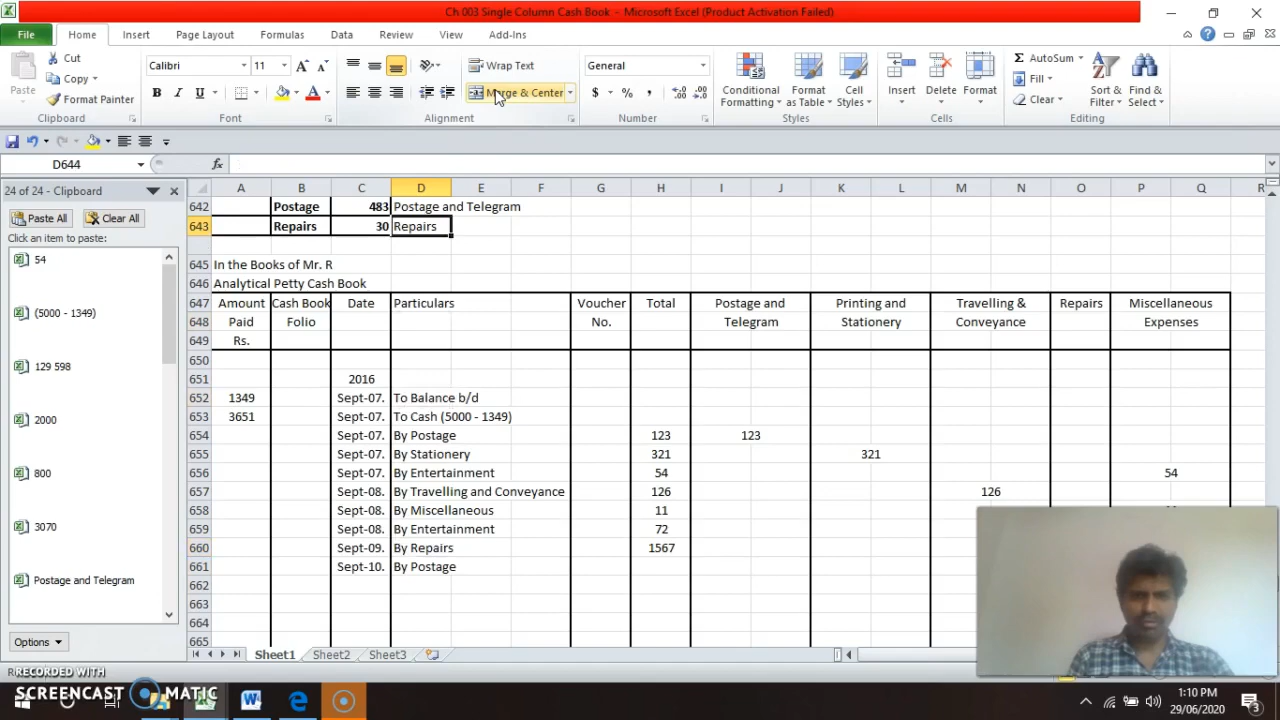 Ch 003 Single Column Cash Book - Microsoft Excel (Product Activation Failed)
File Home Insert Page Layout Formulas Data Review View Add-Ins
Cut
Copy
Format Painter
Paste
Clipboard
Calibri 11
B I U A
Font
Wrap Text
Merge & Center
Alignment
General
$ % ,
Number
Conditional Formatting
Format as Table
Cell Styles
Styles
Insert Delete Format
Cells
AutoSum
Fill
Clear
Sort & Filter
Find & Select
Editing
D644 fx
24 of 24 - Clipboard
Paste All Clear All
Click an item to paste:
54
(5000 - 1349)
129 598
2000
800
3070
Postage and Telegram
Options
A B C D E F G H I J K L M N O P Q R
642 Postage 483 Postage and Telegram
643 Repairs 30 Repairs
645 In the Books of Mr. R
646 Analytical Petty Cash Book
647 Amount Cash Book Date Particulars Voucher Total Postage and Printing and Travelling & Repairs Miscellaneous
648 Paid Folio No. Telegram Stationery Conveyance Expenses
649 Rs.
650
651 2016
652 1349 Sept-07. To Balance b/d
653 3651 Sept-07. To Cash (5000 - 1349)
654 Sept-07. By Postage 123 123
655 Sept-07. By Stationery 321 321
656 Sept-07. By Entertainment 54 54
657 Sept-08. By Travelling and Conveyance 126 126
658 Sept-08. By Miscellaneous 11
659 Sept-08. By Entertainment 72
660 Sept-09. By Repairs 1567
661 Sept-10. By Postage
662
663
664
665
Sheet1 Sheet2 Sheet3
RECORDED WITH
SCREENCAST MATIC
1:10 PM
29/06/2020
3